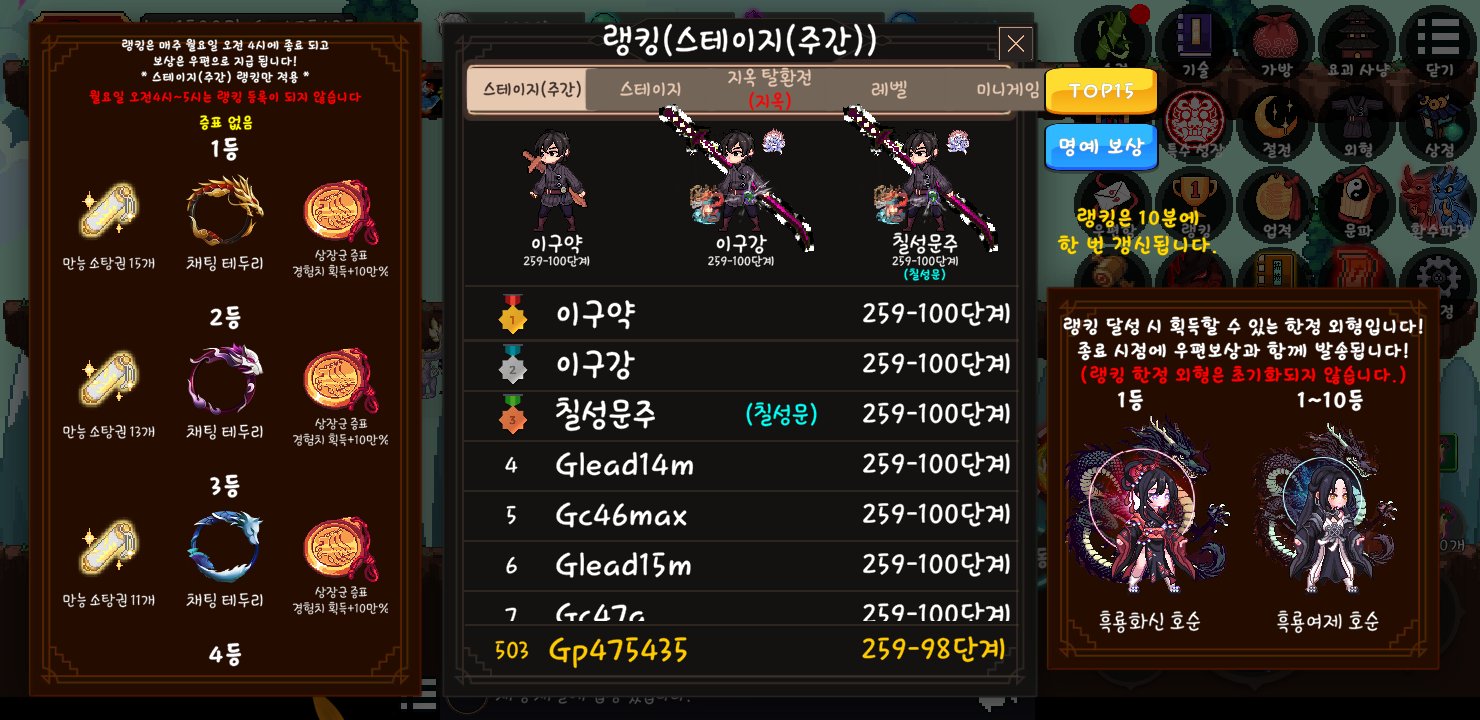 랭킹은 매주 월요일 오전 4시에 종료 되고
보상은 우편으로 지급 됩니다!
* 스테이지(주간) 랭킹만 적용 *
월요일 오전4시~5시는 랭킹 등록이 되지 않습니다
증표 없음
1등
만능 소탕권 15개
채팅 테두리
상장군 증표
경험치 획득+10만%
2등
만능 소탕권 13개
채팅 테두리
상장군 증표
경험치 획득+10만%
3등
만능 소탕권 11개
채팅 테두리
상장군 증표
경험치 획득+10만%
4등
랭킹(스테이지(주간))
스테이지(주간)
스테이지
지옥 탈환전
(지옥)
레벨
미니게임
이구약
259-100단계
이구강
259-100단계
칠성문주
259-100단계
(칠성문)
1 이구약 259-100단계
2 이구강 259-100단계
3 칠성문주 (칠성문) 259-100단계
4 Glead14m 259-100단계
5 Gc46max 259-100단계
6 Glead15m 259-100단계
7 259-100단계
503 Gp475435 259-98단계
TOP15
명예 보상
기술
가방
요괴 사냥
닫기
특수 성장
결전
외형
상점
우편함
랭킹
업적
문파
랭킹은 10분에
한 번 갱신됩니다.
랭킹 달성 시 획득할 수 있는 한정 외형입니다!
종료 시점에 우편보상과 함께 발송됩니다!
(랭킹 한정 외형은 초기화되지 않습니다.)
1등
1~10등
흑룡화신 호순
흑룡여제 호순